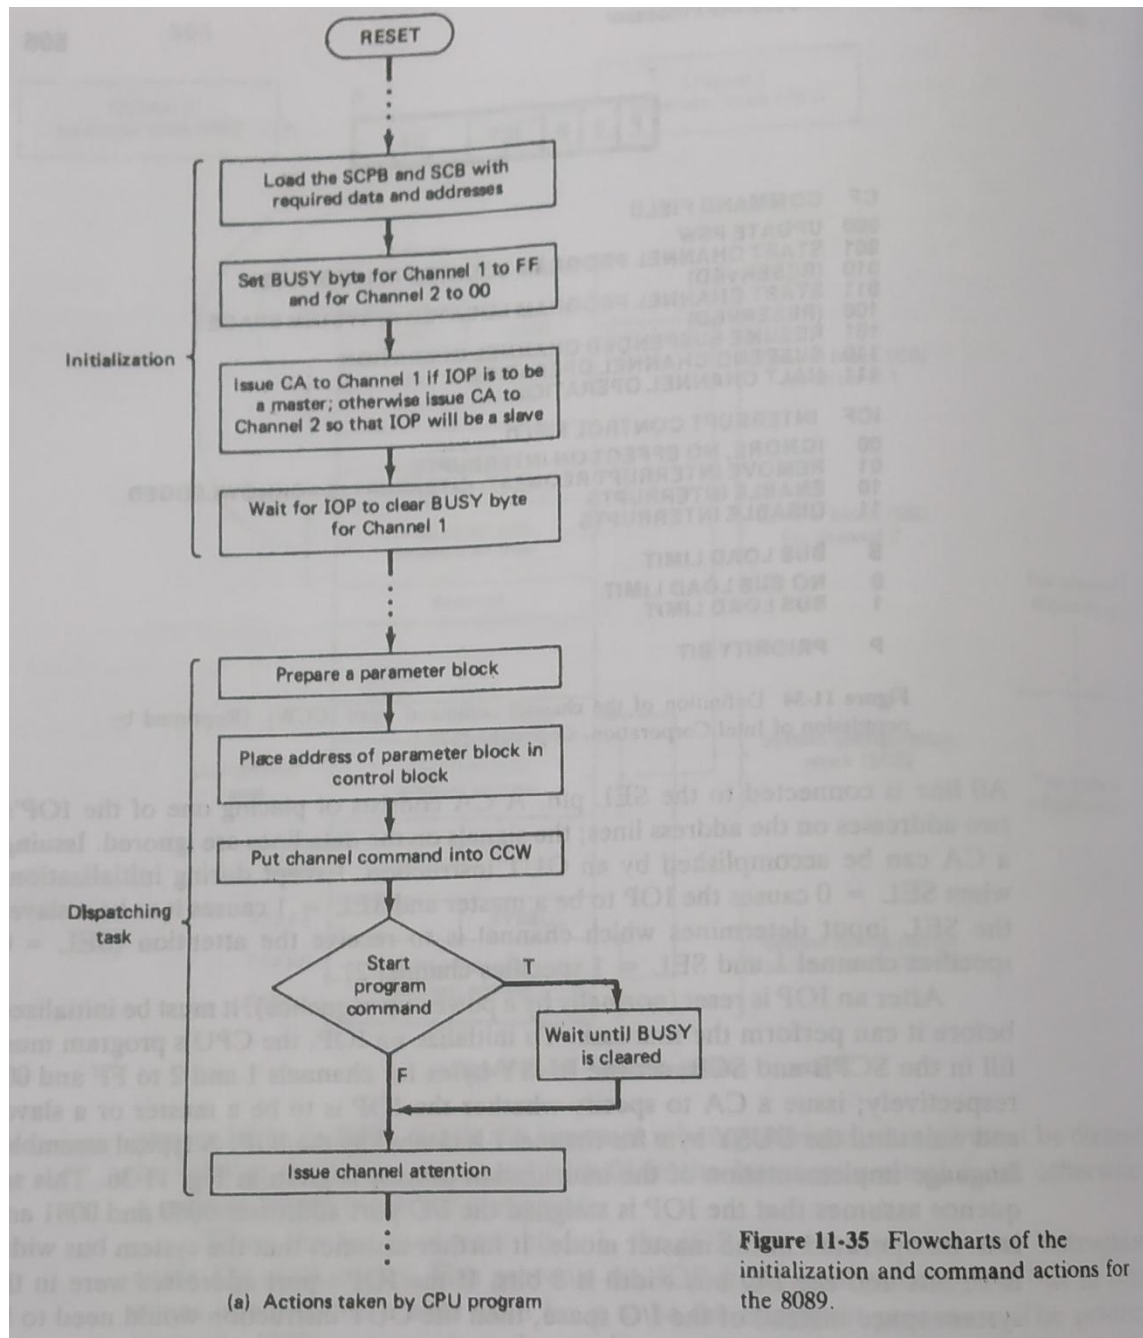 RESET
Load the SCPB and SCB with
required data and addresses
Set BUSY byte for Channel 1 to FF
and for Channel 2 to 00
Initialization
Issue CA to Channel 1 if IOP is to be
a master; otherwise issue CA to
Channel 2 so that IOP will be a slave
Wait for IOP to clear BUSY byte
for Channel 1
Prepare a parameter block
Place address of parameter block in
control block
Put channel command into CCW
Dispatching
task
Start
program
command
T
Wait until BUSY
is cleared
F
Issue channel attention
(a) Actions taken by CPU program
Figure 11-35 Flowcharts of the
initialization and command actions for
the 8089.